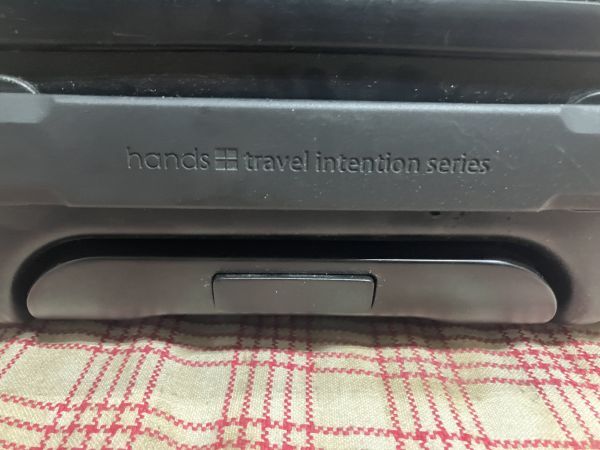 hands+ travel intention series